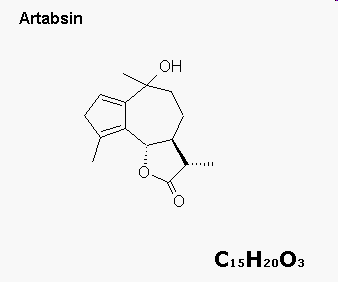 Artabsin
OH
O
O
C₁₅H₂₀O₃